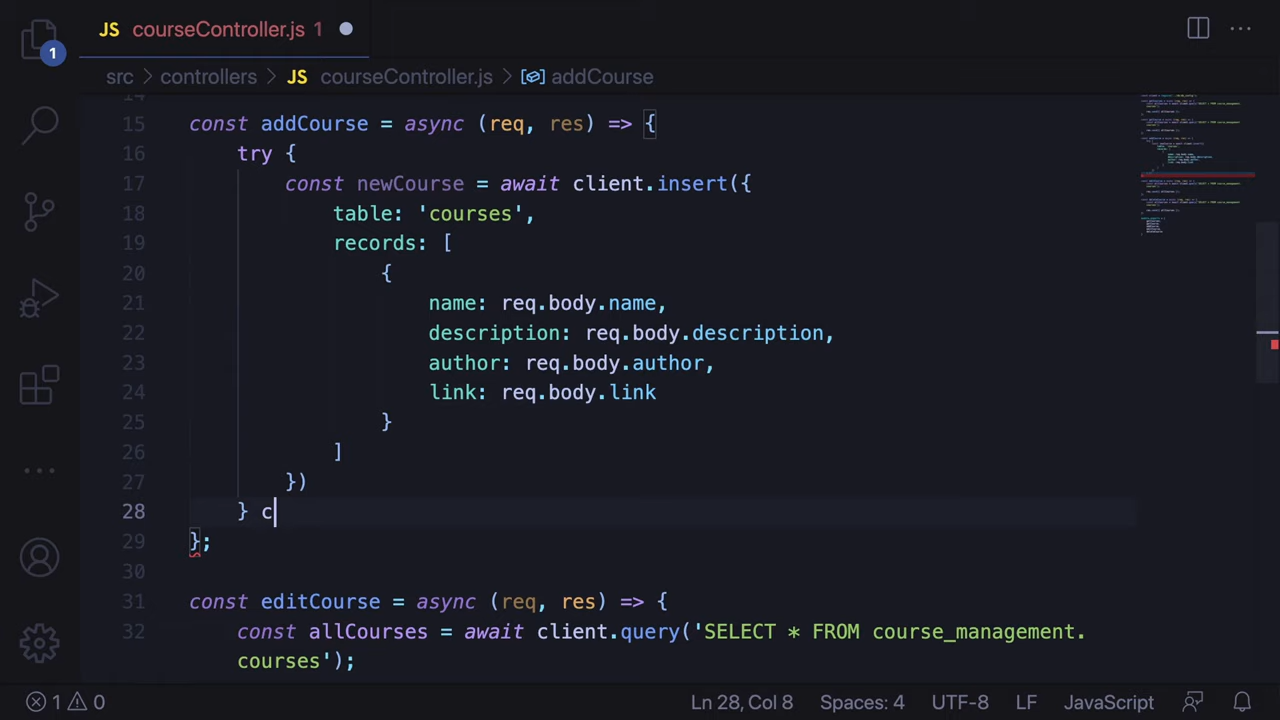 JS courseController.js 1
1
src > controllers > JS courseController.js > addCourse
14
15 const addCourse = async (req, res) => {
16 try {
17 const newCourse = await client.insert({
18 table: 'courses',
19 records: [
20 {
21 name: req.body.name,
22 description: req.body.description,
23 author: req.body.author,
24 link: req.body.link
25 }
26 ]
27 })
28 } c
29 };
30
31 const editCourse = async (req, res) => {
32 const allCourses = await client.query('SELECT * FROM course_management.
courses');
1 0 Ln 28, Col 8 Spaces: 4 UTF-8 LF JavaScript